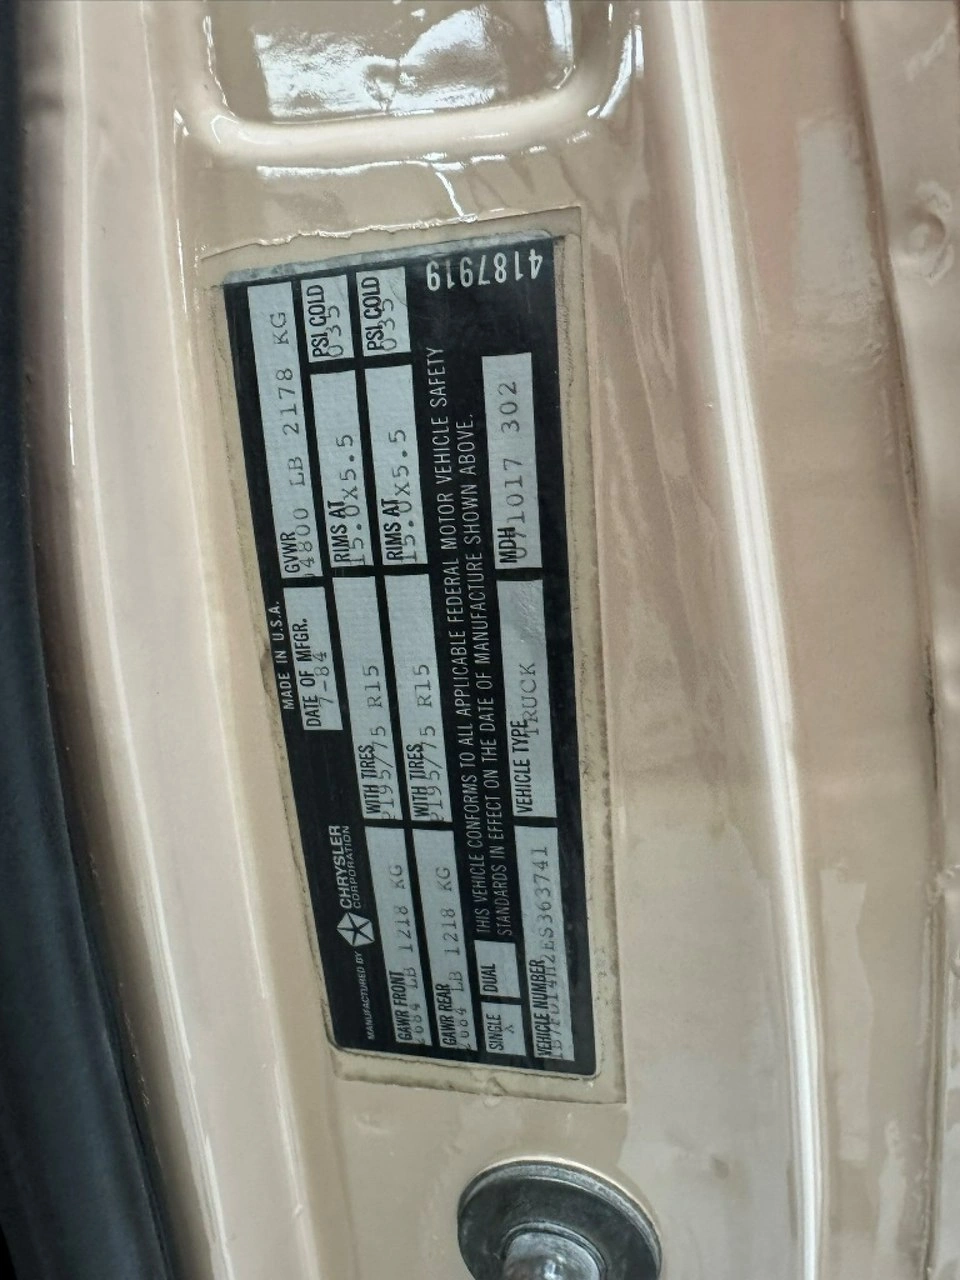 MADE IN U.S.A.
MANUFACTURED BY CHRYSLER CORPORATION
DATE OF MFGR. 7-84
GVWR 4800 LB 2178 KG
GAWR FRONT 2684 LB 1218 KG
WITH TIRES P195/75 R15
RIMS AT 15.0X5.5
PSI COLD 035
GAWR REAR 2684 LB 1218 KG
WITH TIRES P195/75 R15
RIMS AT 15.0X5.5
PSI COLD 035
SINGLE X DUAL
THIS VEHICLE CONFORMS TO ALL APPLICABLE FEDERAL MOTOR VEHICLE SAFETY
STANDARDS IN EFFECT ON THE DATE OF MANUFACTURE SHOWN ABOVE.
VEHICLE NUMBER 1B7FD14H2ES363741
VEHICLE TYPE TRUCK
MDH 071017 302
4187919